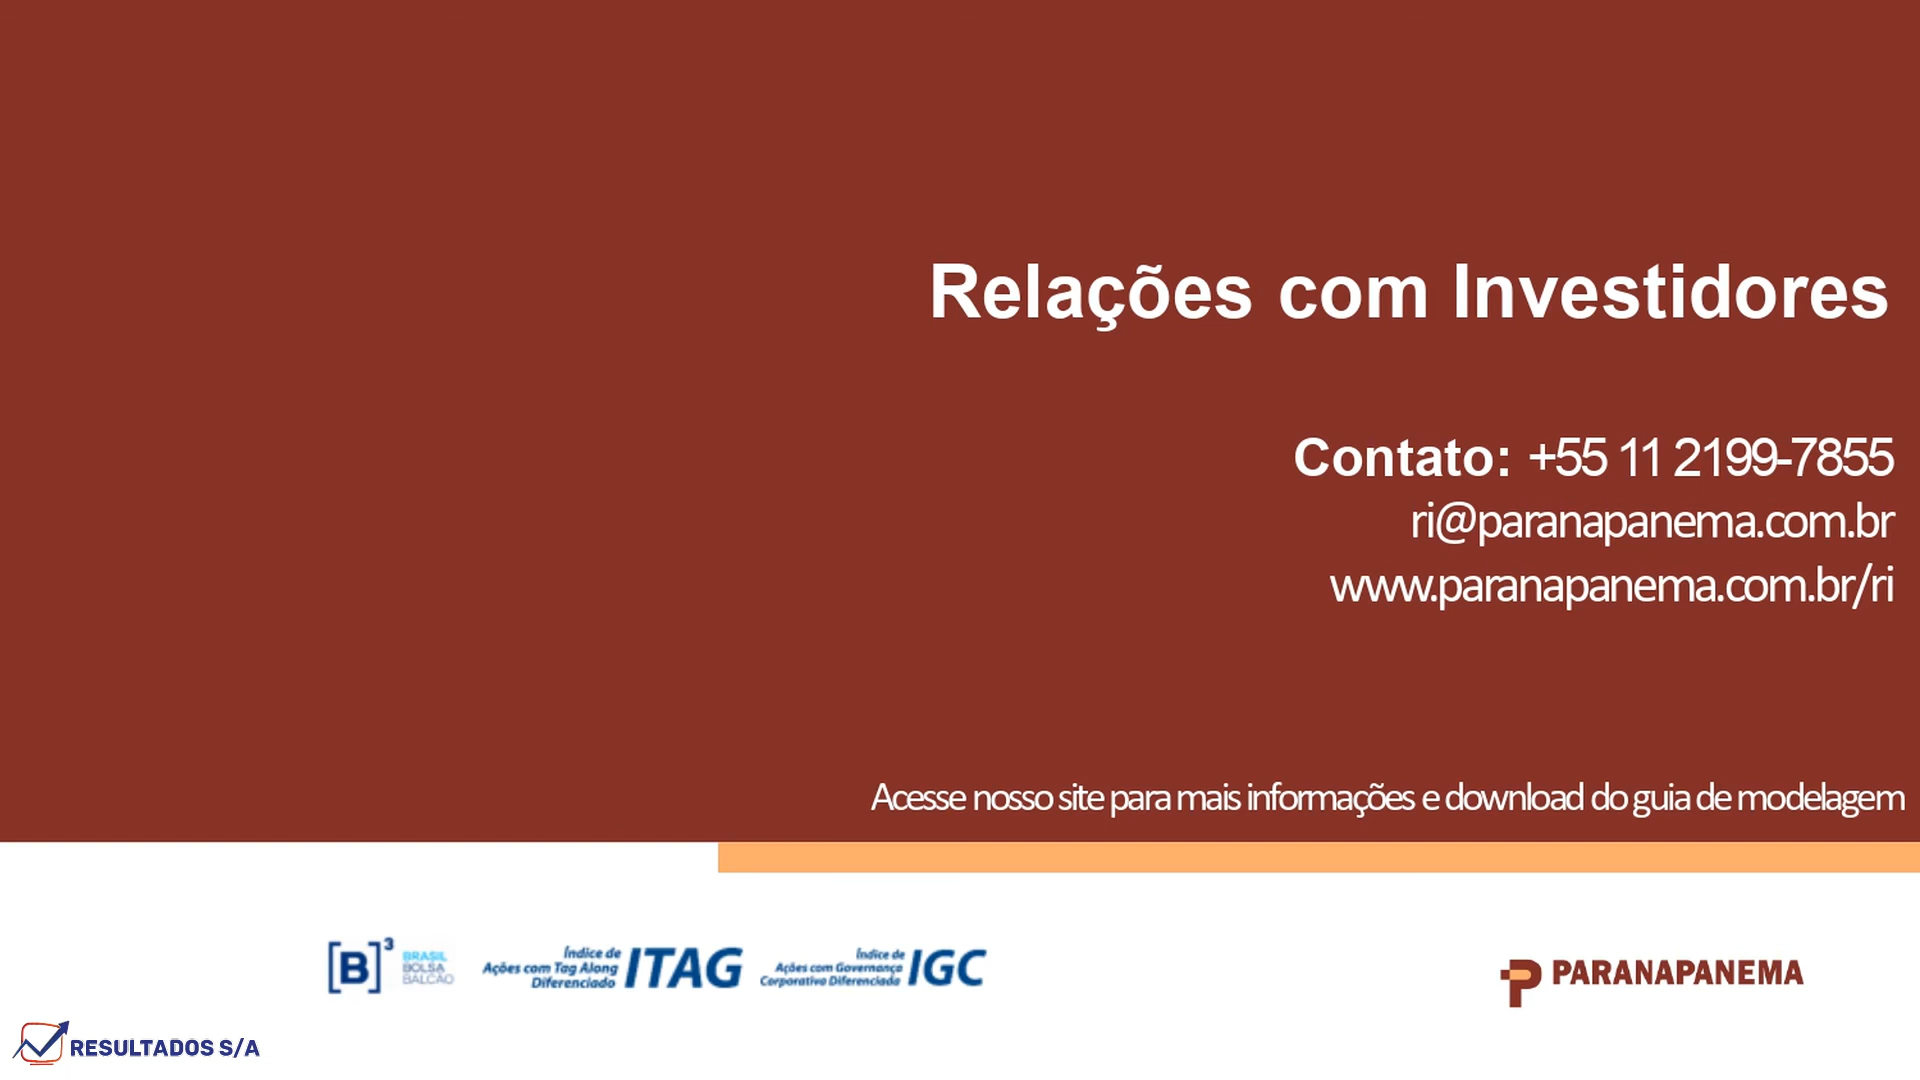 Relações com Investidores
Contato: +55 11 2199-7855
ri@paranapanema.com.br
www.paranapanema.com.br/ri
Acesse nosso site para mais informações e download do guia de modelagem
[B]³ BRASIL
BOLSA
BALCÃO
Índice de
Ações com Tag Along
Diferenciado
ITAG
Índice de
Ações com Governança
Corporativa Diferenciada
IGC
PARANAPANEMA
RESULTADOS S/A